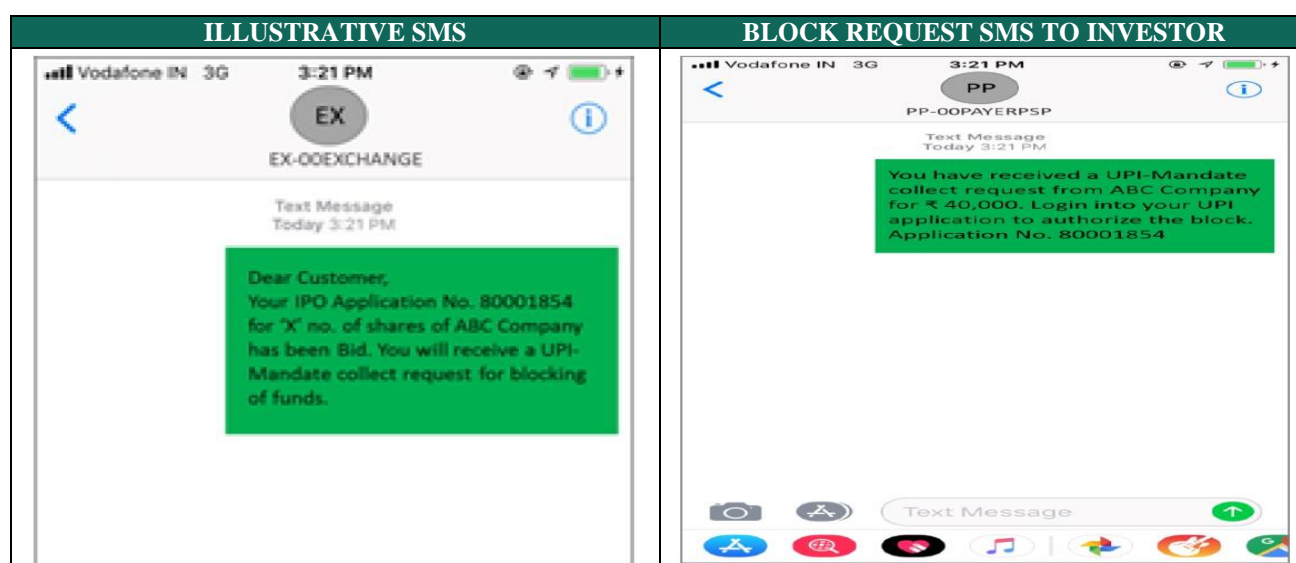 ILLUSTRATIVE SMS
Vodafone IN 3G 3:21 PM
EX
EX-00EXCHANGE
Text Message
Today 3:21 PM
Dear Customer,
Your IPO Application No. 80001854
for 'X' no. of shares of ABC Company
has been Bid. You will receive a UPI-
Mandate collect request for blocking
of funds.
BLOCK REQUEST SMS TO INVESTOR
Vodafone IN 3G 3:21 PM
PP
PP-00PAYERPSP
Text Message
Today 3:21 PM
You have received a UPI-Mandate
collect request from ABC Company
for ₹ 40,000. Login into your UPI
application to authorize the block.
Application No. 80001854
Text Message
G